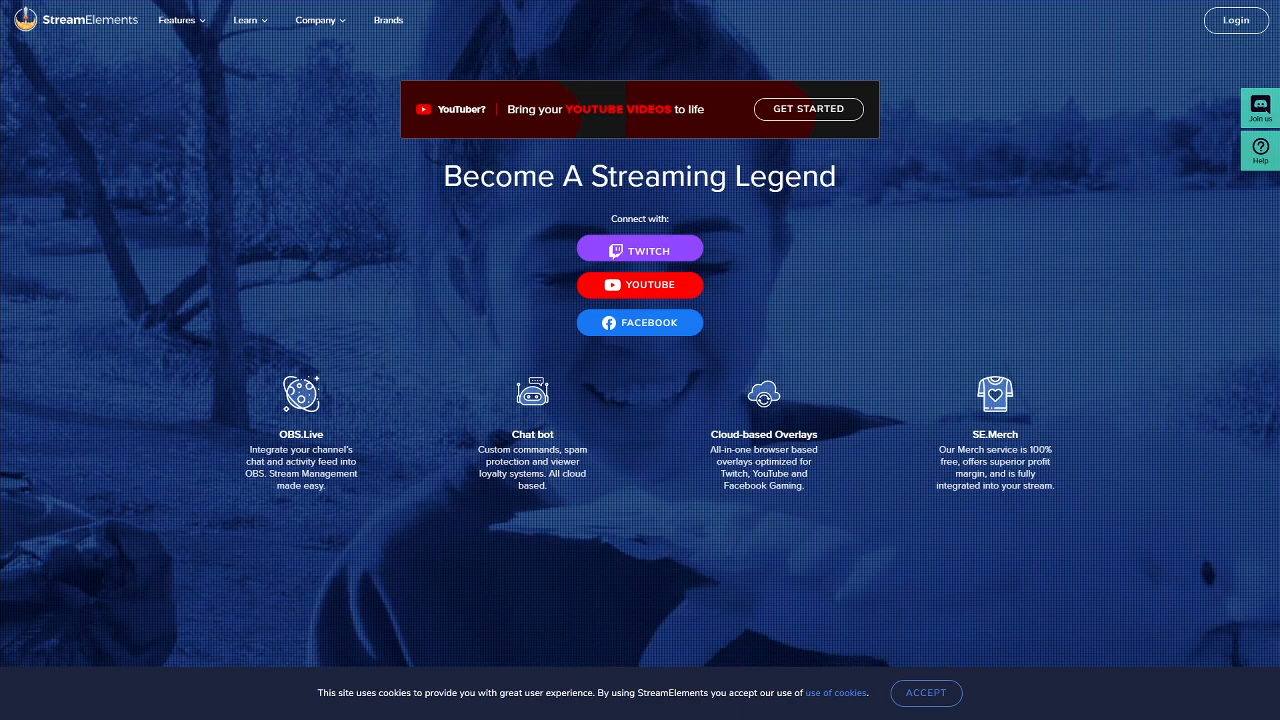 StreamElements
Features
Learn
Company
Brands
Login
YouTuber?
Bring your YOUTUBE VIDEOS to life
GET STARTED
Join us
Help
Become A Streaming Legend
Connect with:
TWITCH
YOUTUBE
FACEBOOK
OBS.Live
Integrate your channel's
chat and activity feed into
OBS. Stream Management
made easy.
Chat bot
Custom commands, spam
protection and viewer
loyalty systems. All cloud
based.
Cloud-based Overlays
All-in-one browser based
overlays optimized for
Twitch, YouTube and
Facebook Gaming.
SE.Merch
Our Merch service is 100%
free, offers superior profit
margin, and is fully
integrated into your stream.
This site uses cookies to provide you with great user experience. By using StreamElements you accept our use of use of cookies.
ACCEPT